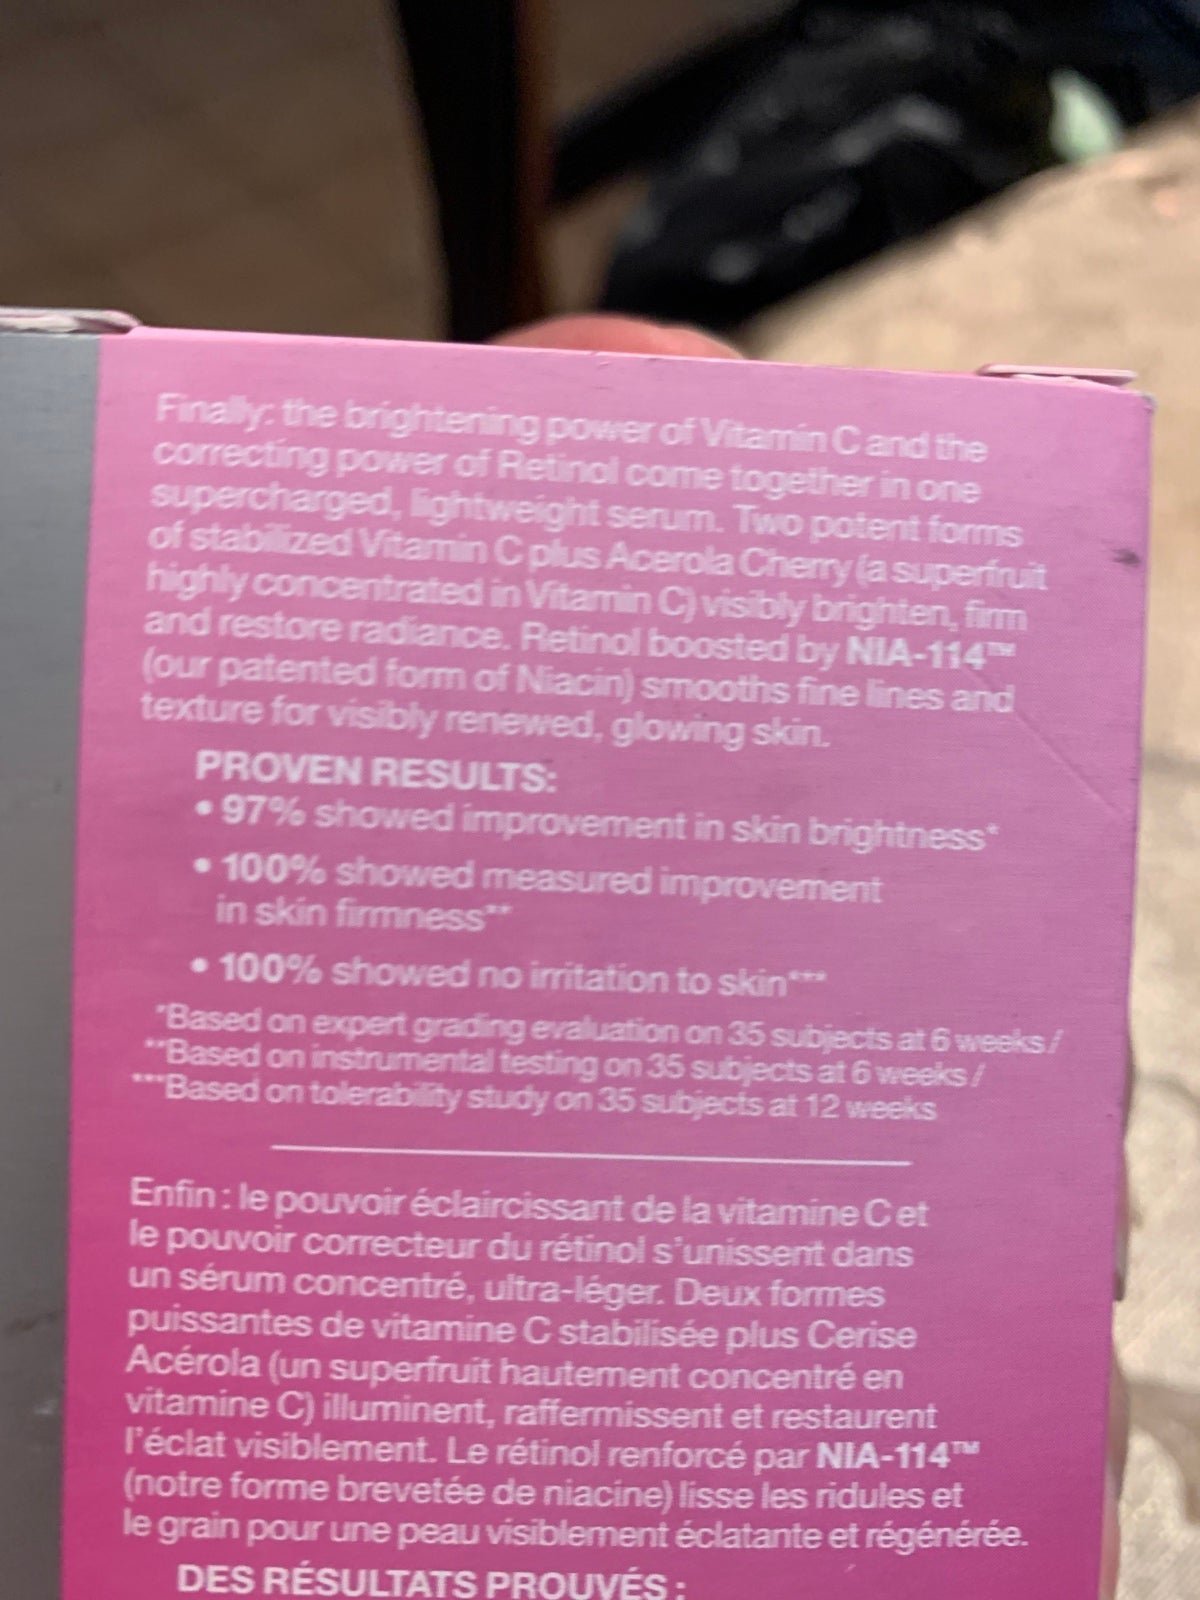 Finally: the brightening power of Vitamin C and the
correcting power of Retinol come together in one
supercharged, lightweight serum. Two potent forms
of stabilized Vitamin C plus Acerola Cherry (a superfruit
highly concentrated in Vitamin C) visibly brighten, firm
and restore radiance. Retinol boosted by NIA-114™
(our patented form of Niacin) smooths fine lines and
texture for visibly renewed, glowing skin.
PROVEN RESULTS:
• 97% showed improvement in skin brightness*
• 100% showed measured improvement
in skin firmness**
• 100% showed no irritation to skin***
*Based on expert grading evaluation on 35 subjects at 6 weeks /
**Based on instrumental testing on 35 subjects at 6 weeks /
***Based on tolerability study on 35 subjects at 12 weeks
Enfin : le pouvoir éclaircissant de la vitamine C et
le pouvoir correcteur du rétinol s'unissent dans
un sérum concentré, ultra-léger. Deux formes
puissantes de vitamine C stabilisée plus Cerise
Acérola (un superfruit hautement concentré en
vitamine C) illuminent, raffermissent et restaurent
l'éclat visiblement. Le rétinol renforcé par NIA-114™
(notre forme brevetée de niacine) lisse les ridules et
le grain pour une peau visiblement éclatante et régénérée.
DES RÉSULTATS PROUVÉS :